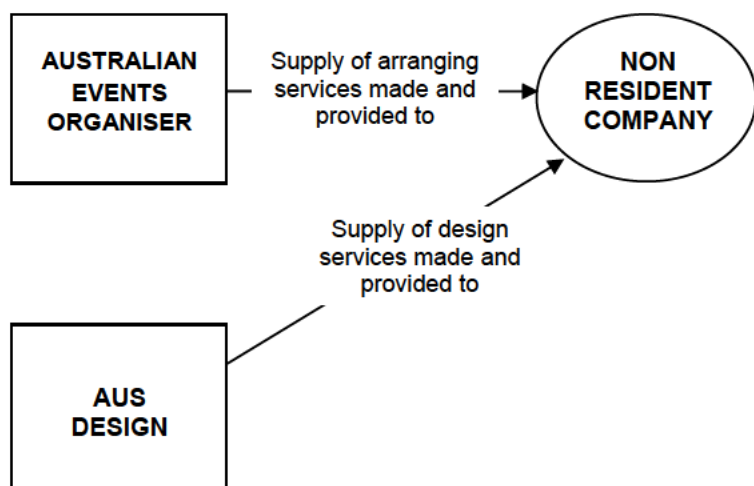 AUSTRALIAN
EVENTS
ORGANISER
Supply of arranging
services made and
provided to
NON
RESIDENT
COMPANY
Supply of design
services made and
provided to
AUS
DESIGN